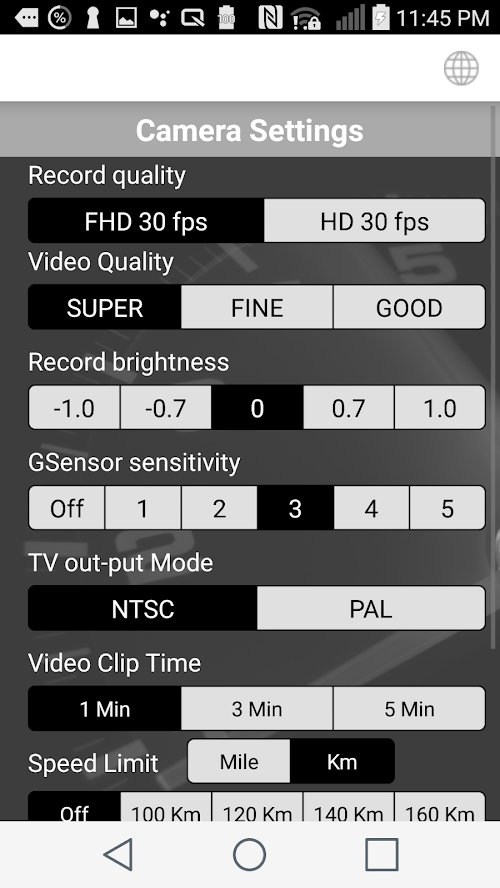 100 11:45 PM
Camera Settings
Record quality
FHD 30 fps HD 30 fps
Video Quality
SUPER FINE GOOD
Record brightness
-1.0 -0.7 0 0.7 1.0
GSensor sensitivity
Off 1 2 3 4 5
TV out-put Mode
NTSC PAL
Video Clip Time
1 Min 3 Min 5 Min
Speed Limit Mile Km
Off 100 Km 120 Km 140 Km 160 Km